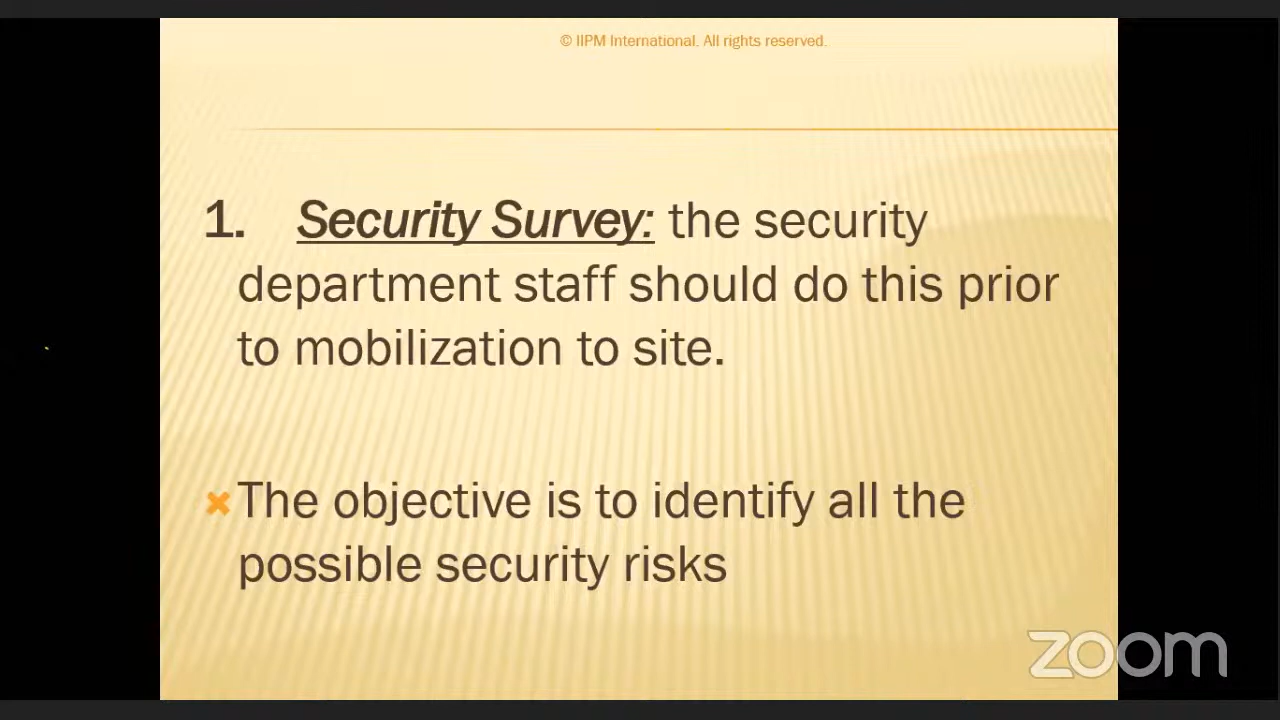 © IIPM International. All rights reserved.
1. Security Survey: the security
department staff should do this prior
to mobilization to site.
The objective is to identify all the
possible security risks
zoom